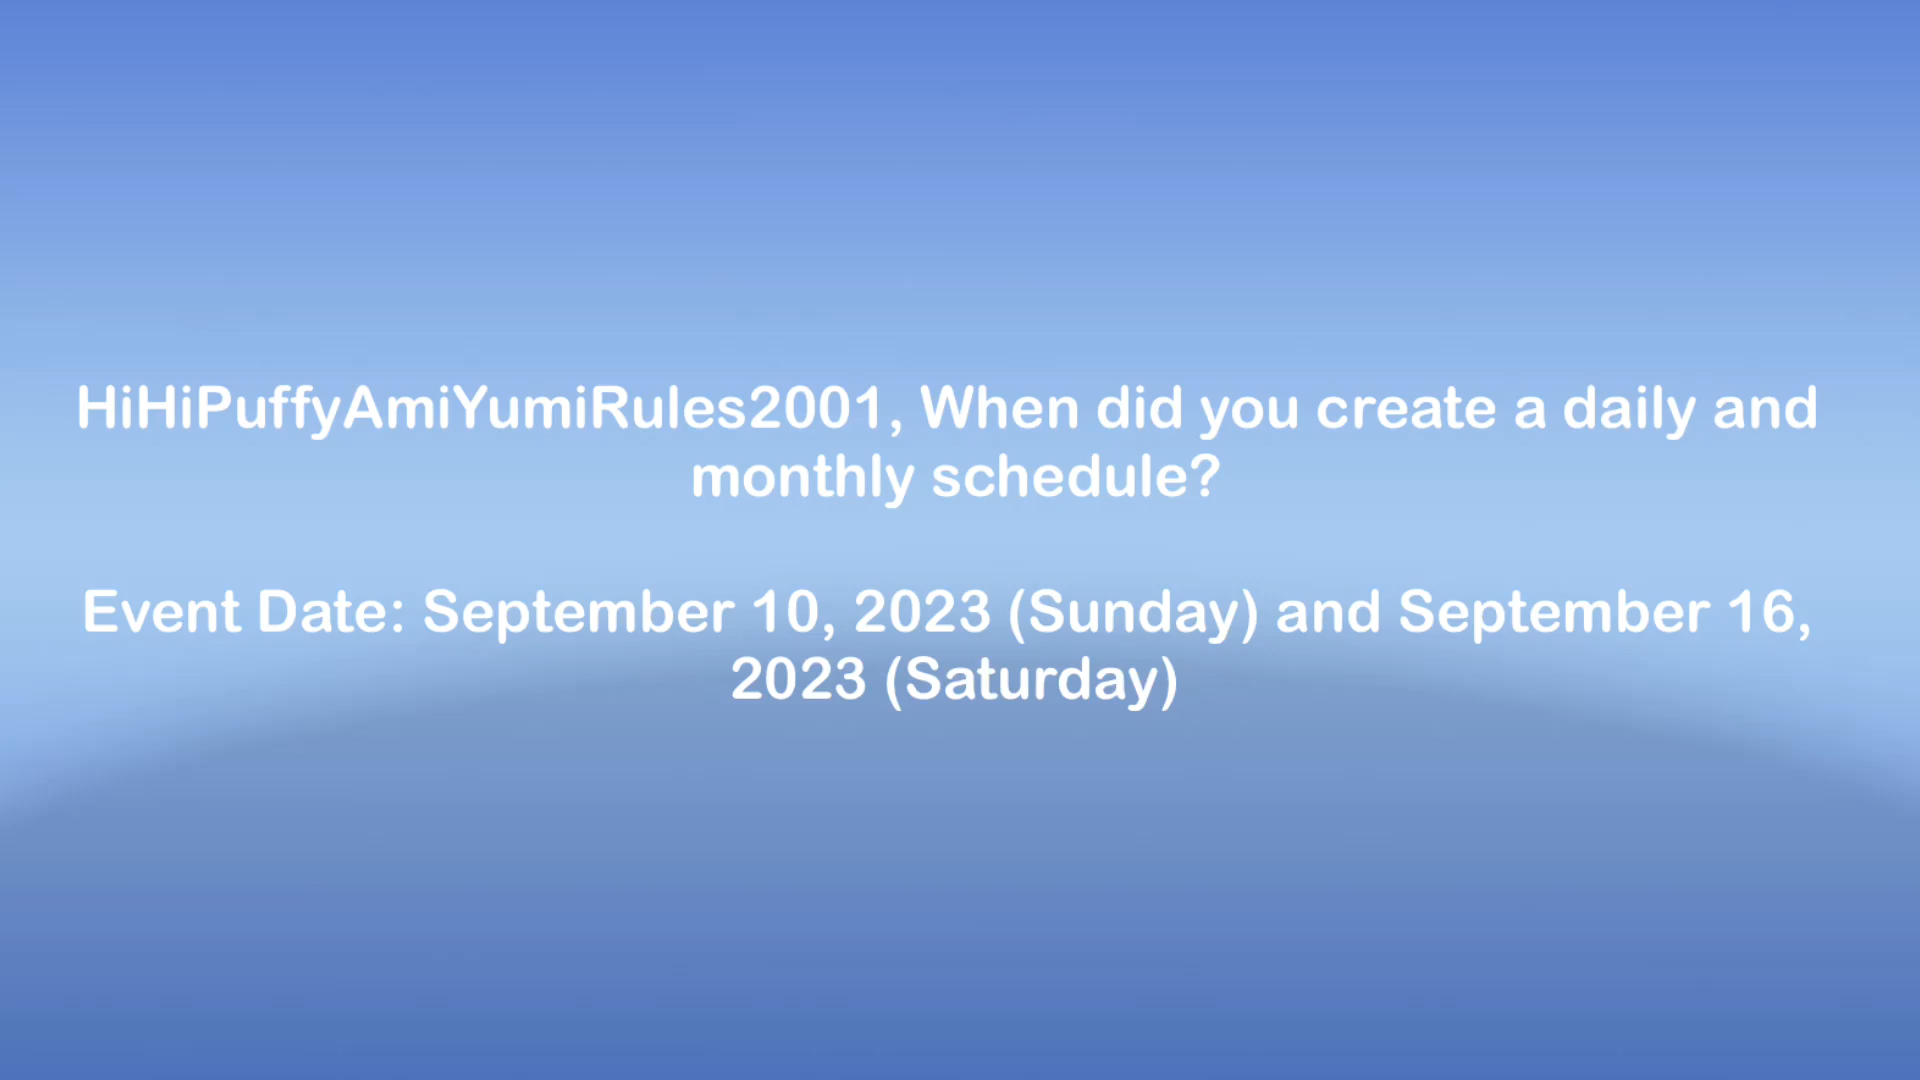 HiHiPuffyAmiYumiRules2001, When did you create a daily and
monthly schedule?
Event Date: September 10, 2023 (Sunday) and September 16,
2023 (Saturday)